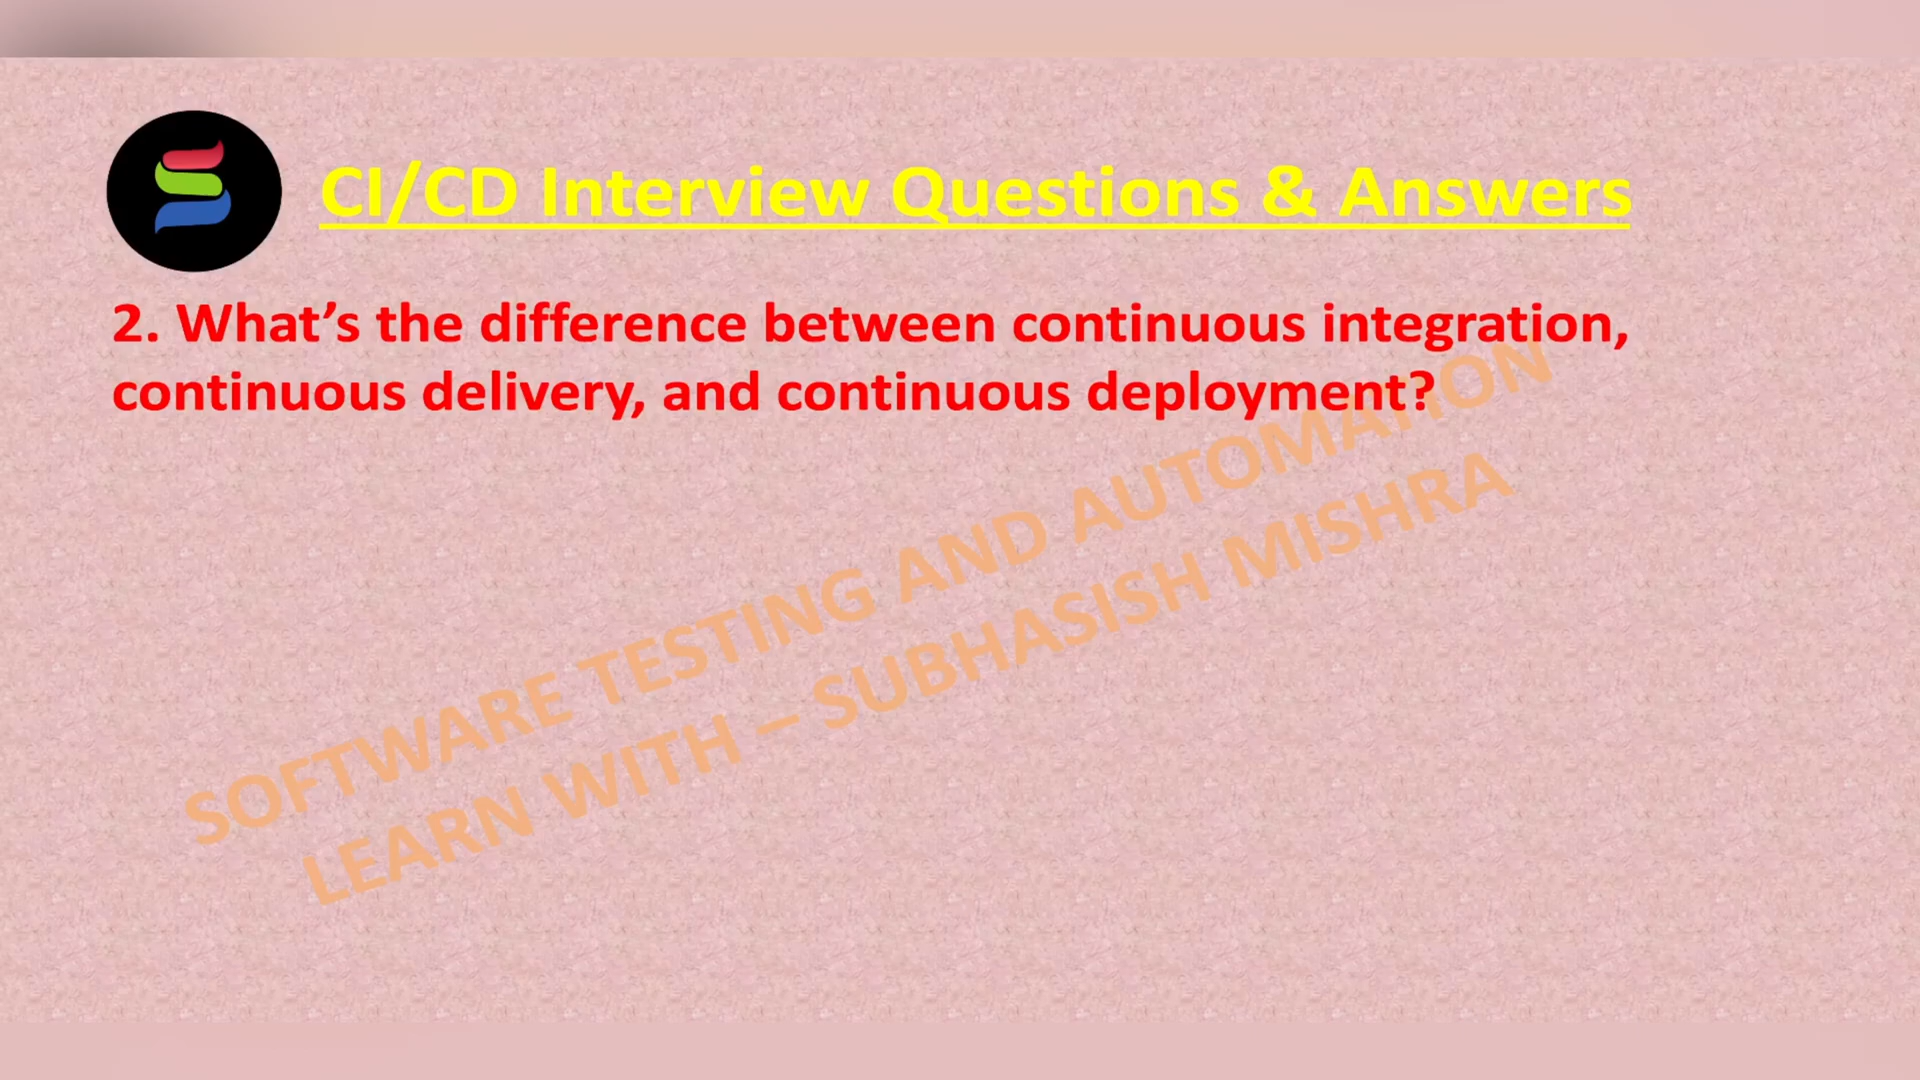 CI/CD Interview Questions & Answers
2. What’s the difference between continuous integration,
continuous delivery, and continuous deployment?
SOFTWARE TESTING AND AUTOMATION
LEARN WITH – SUBHASISH MISHRA